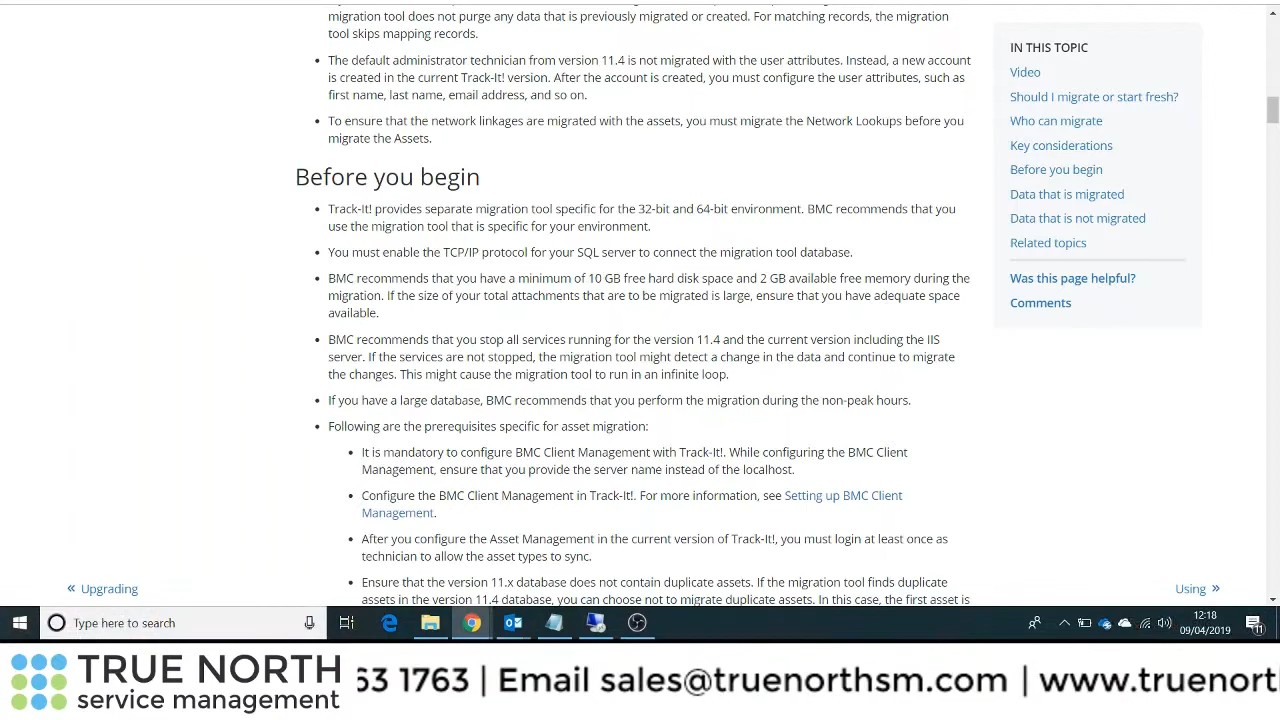 migration tool does not purge any data that is previously migrated or created. For matching records, the migration
tool skips mapping records.
• The default administrator technician from version 11.4 is not migrated with the user attributes. Instead, a new account
is created in the current Track-It! version. After the account is created, you must configure the user attributes, such as
first name, last name, email address, and so on.
• To ensure that the network linkages are migrated with the assets, you must migrate the Network Lookups before you
migrate the Assets.
Before you begin
• Track-It! provides separate migration tool specific for the 32-bit and 64-bit environment. BMC recommends that you
use the migration tool that is specific for your environment.
• You must enable the TCP/IP protocol for your SQL server to connect the migration tool database.
• BMC recommends that you have a minimum of 10 GB free hard disk space and 2 GB available free memory during the
migration. If the size of your total attachments that are to be migrated is large, ensure that you have adequate space
available.
• BMC recommends that you stop all services running for the version 11.4 and the current version including the IIS
server. If the services are not stopped, the migration tool might detect a change in the data and continue to migrate
the changes. This might cause the migration tool to run in an infinite loop.
• If you have a large database, BMC recommends that you perform the migration during the non-peak hours.
• Following are the prerequisites specific for asset migration:
• It is mandatory to configure BMC Client Management with Track-It!. While configuring the BMC Client
Management, ensure that you provide the server name instead of the localhost.
• Configure the BMC Client Management in Track-It!. For more information, see Setting up BMC Client
Management.
• After you configure the Asset Management in the current version of Track-It!, you must login at least once as
technician to allow the asset types to sync.
• Ensure that the version 11.x database does not contain duplicate assets. If the migration tool finds duplicate
assets in the version 11.4 database, you can choose not to migrate duplicate assets. In this case, the first asset is
IN THIS TOPIC
Video
Should I migrate or start fresh?
Who can migrate
Key considerations
Before you begin
Data that is migrated
Data that is not migrated
Related topics
Was this page helpful?
Comments
« Upgrading
Using »
Type here to search
12:18
09/04/2019
11
TRUE NORTH
service management
63 1763 | Email sales@truenorthsm.com | www.truenort